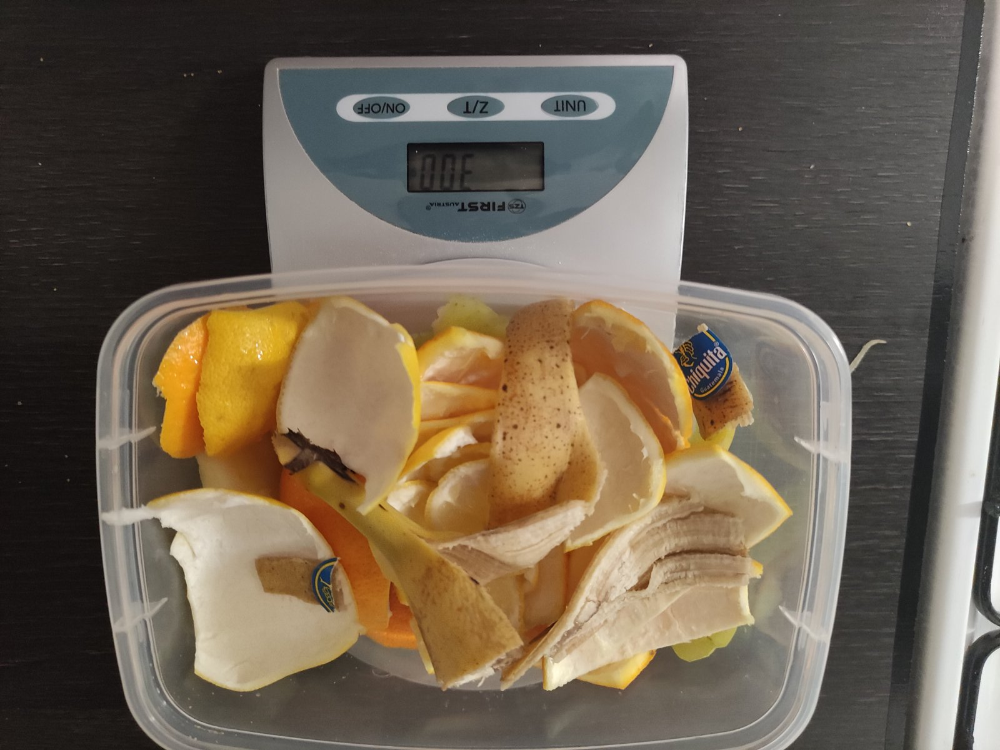 TZS FIRST AUSTRIA®
300
UNIT Z/T ON/OFF
Chiquita®
Guatemala